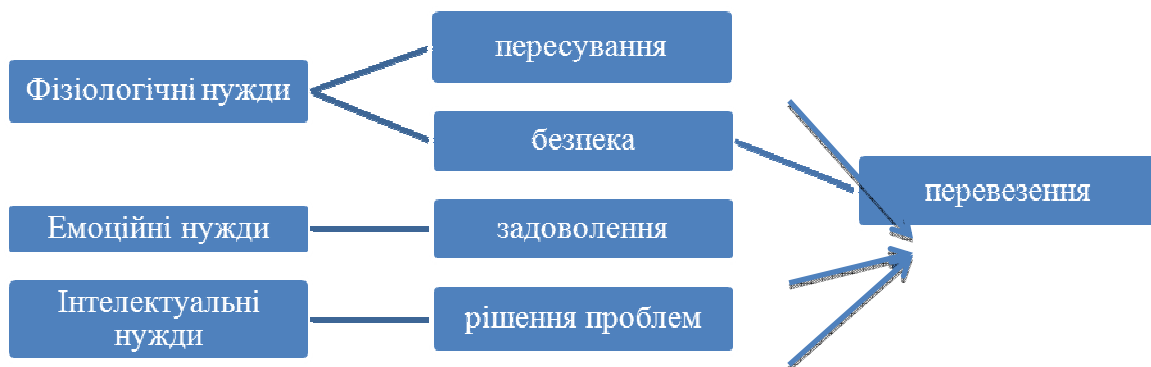 пересування
Фізіологічні нужди
безпека
перевезення
Емоційні нужди
задоволення
Інтелектуальні
нужди
рішення проблем